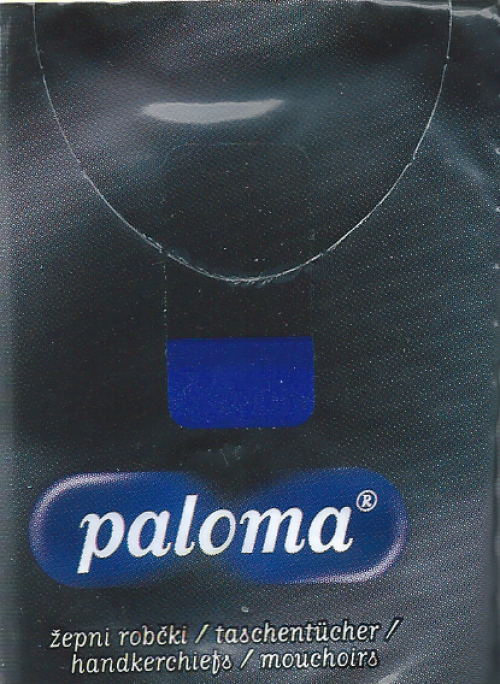 paloma®
žepni robčki / taschentücher /
handkerchiefs / mouchoirs